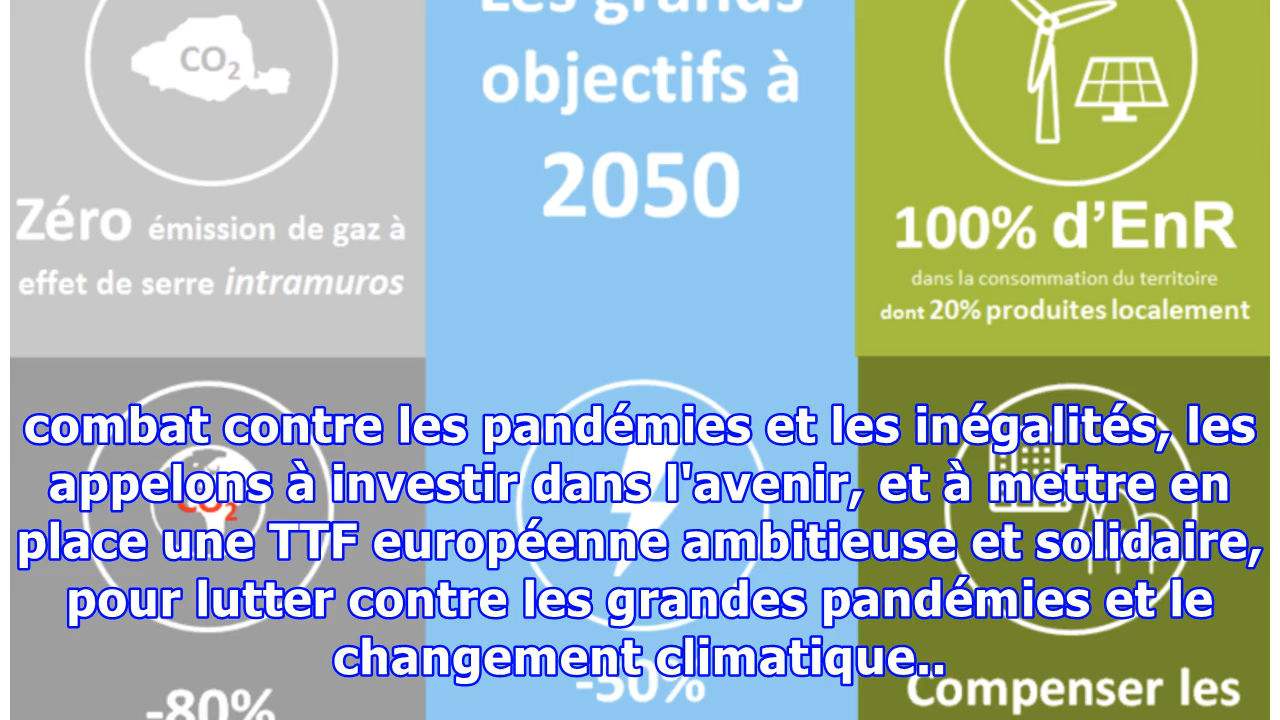 Les grands
objectifs à
2050
CO2
Zéro émission de gaz à
effet de serre intramuros
100% d'EnR
dans la consommation du territoire
dont 20% produites localement
CO2
combat contre les pandémies et les inégalités, les
appelons à investir dans l'avenir, et à mettre en
place une TTF européenne ambitieuse et solidaire,
pour lutter contre les grandes pandémies et le
changement climatique..
-80%
-50%
Compenser les